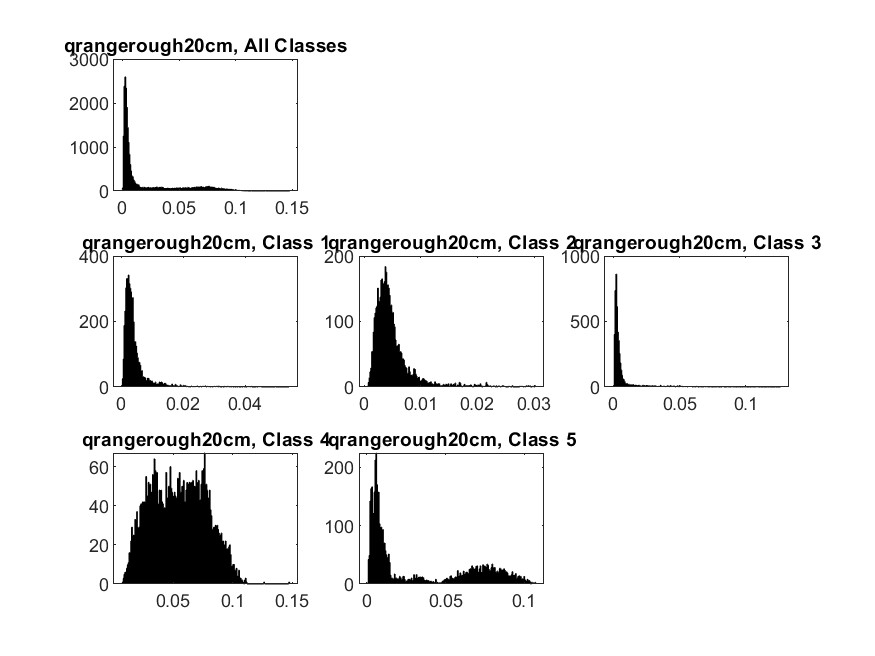 qrangerough20cm, All Classes
3000
2000
1000
0
0 0.05 0.1 0.15
qrangerough20cm, Class 1
400
200
0
0 0.02 0.04
qrangerough20cm, Class 2
200
100
0
0 0.01 0.02 0.03
qrangerough20cm, Class 3
1000
500
0
0 0.05 0.1
qrangerough20cm, Class 4
60
40
20
0
0.05 0.1 0.15
qrangerough20cm, Class 5
200
100
0
0 0.05 0.1